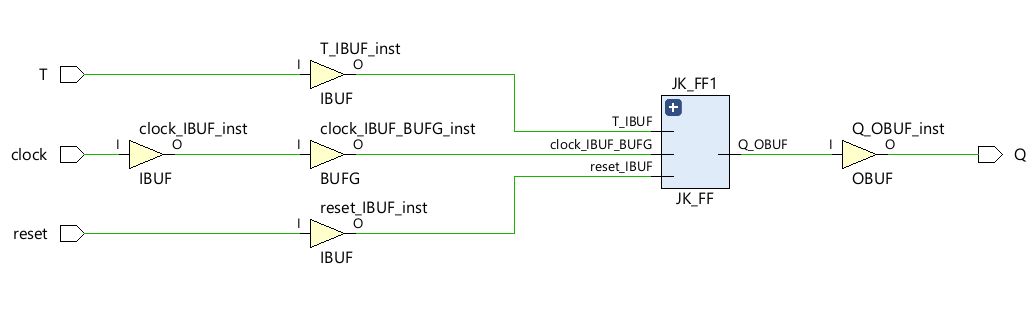 T_IBUF_inst
T
I
O
IBUF
JK_FF1
T_IBUF
clock_IBUF_inst
clock_IBUF_BUFG_inst
Q_OBUF_inst
clock
I
O
I
O
clock_IBUF_BUFG
Q_OBUF
I
O
Q
IBUF
BUFG
reset_IBUF
OBUF
JK_FF
reset_IBUF_inst
reset
I
O
IBUF